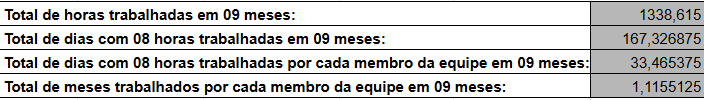 Total de horas trabalhadas em 09 meses: 1338,615
Total de dias com 08 horas trabalhadas em 09 meses: 167,326875
Total de dias com 08 horas trabalhadas por cada membro da equipe em 09 meses: 33,465375
Total de meses trabalhados por cada membro da equipe em 09 meses: 1,1155125